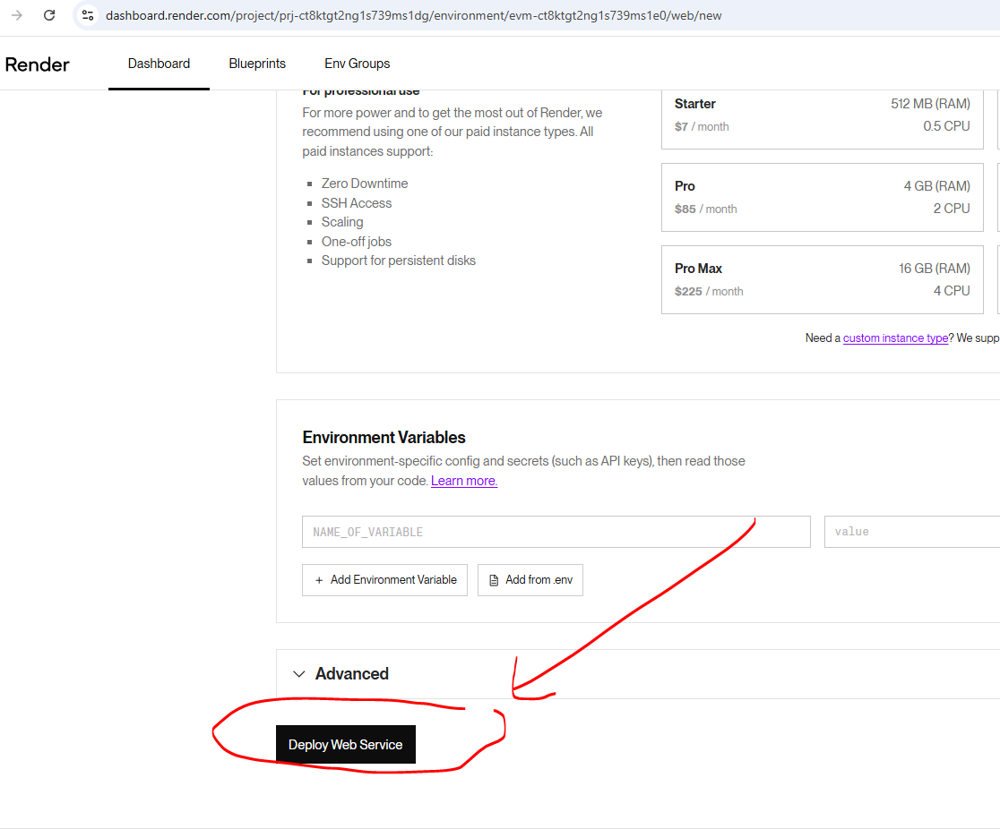 dashboard.render.com/project/prj-ct8ktgt2ng1s739ms1dg/environment/evm-ct8ktgt2ng1s739ms1e0/web/new
Render
Dashboard
Blueprints
Env Groups
For professional use
For more power and to get the most out of Render, we
recommend using one of our paid instance types. All
paid instances support:
Zero Downtime
SSH Access
Scaling
One-off jobs
Support for persistent disks
Starter
512 MB (RAM)
$7 / month
0.5 CPU
Pro
4 GB (RAM)
$85 / month
2 CPU
Pro Max
16 GB (RAM)
$225 / month
4 CPU
Need a custom instance type? We supp
Environment Variables
Set environment-specific config and secrets (such as API keys), then read those
values from your code. Learn more.
NAME_OF_VARIABLE
value
+ Add Environment Variable
Add from .env
Advanced
Deploy Web Service